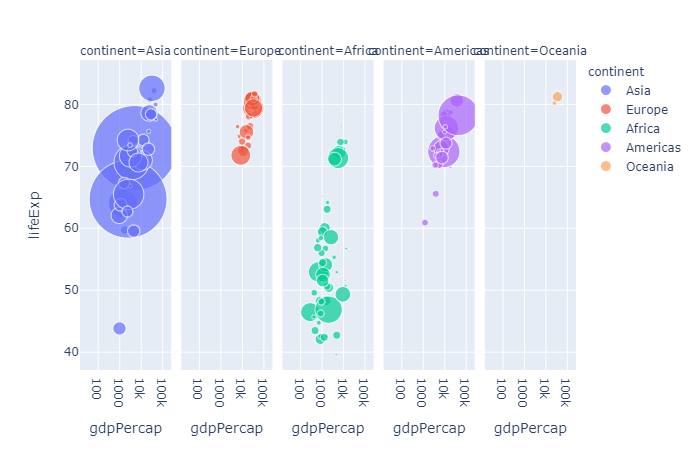 continent=Asia
continent=Europe
continent=Africa
continent=Americas
continent=Oceania
continent
Asia
Europe
Africa
Americas
Oceania
lifeExp
80
70
60
50
40
100 1000 10k 100k
100 1000 10k 100k
100 1000 10k 100k
100 1000 10k 100k
100 1000 10k 100k
gdpPercap
gdpPercap
gdpPercap
gdpPercap
gdpPercap